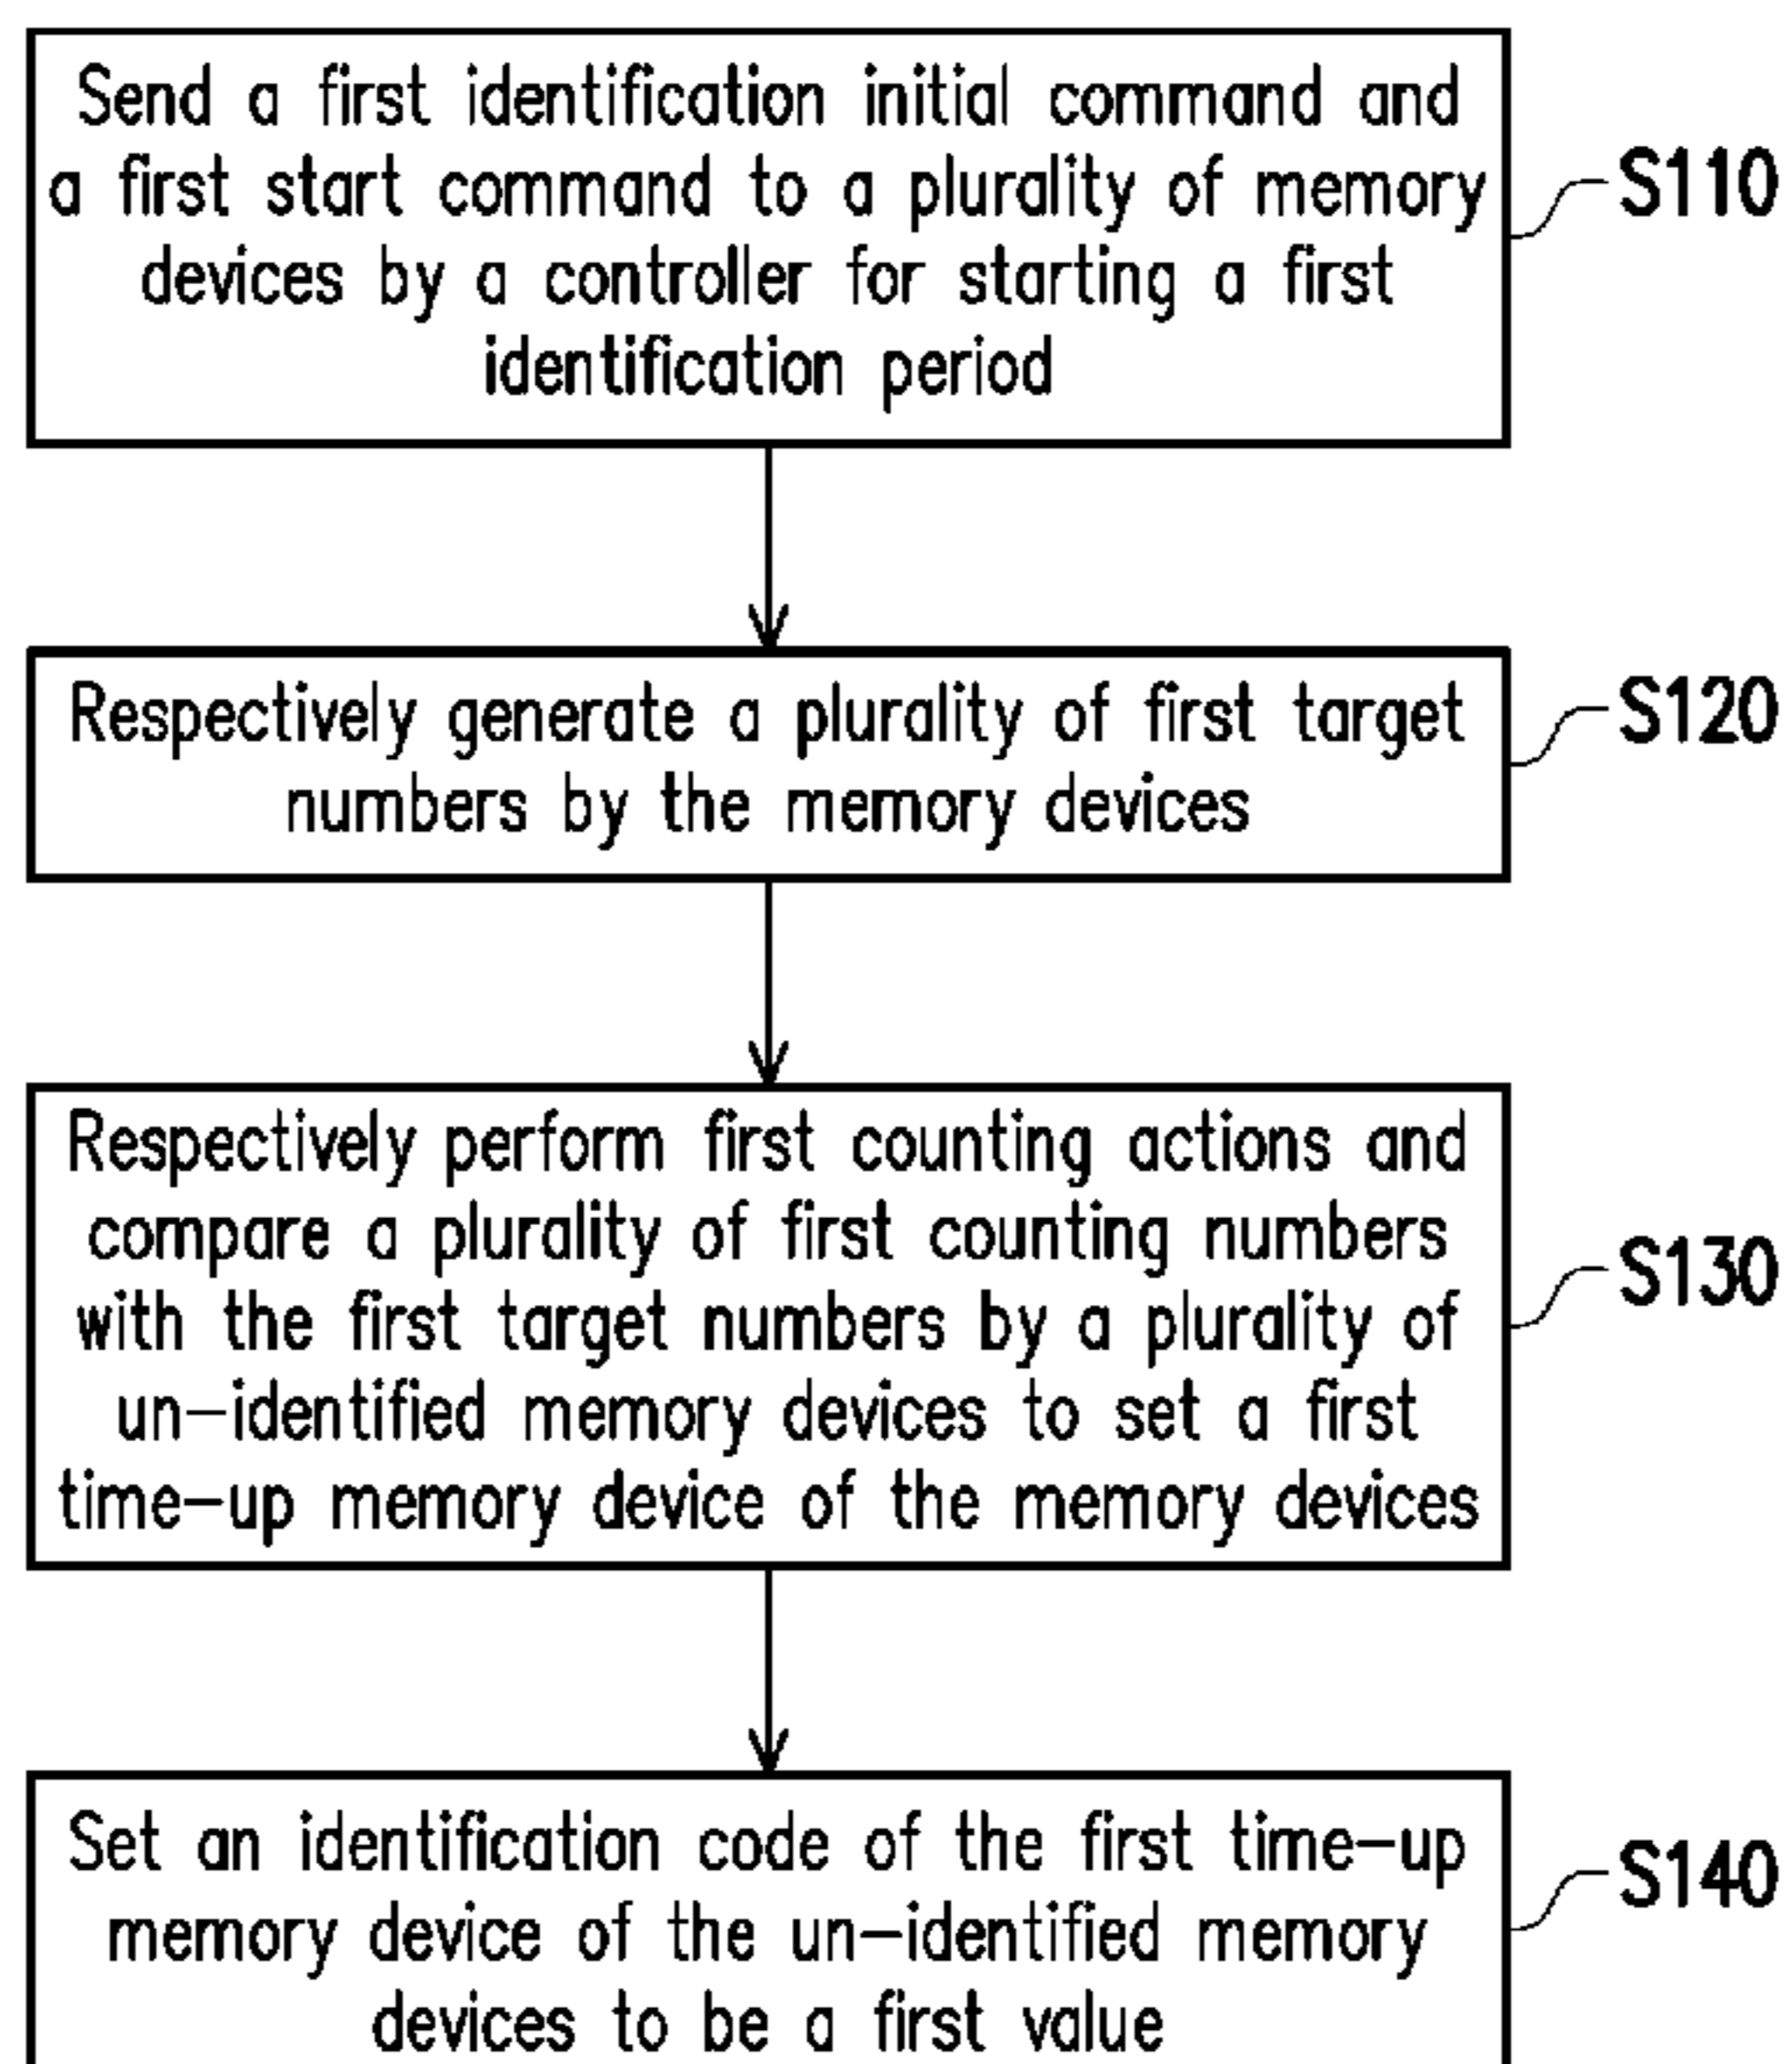 Send a first identification initial command and
a first start command to a plurality of memory
devices by a controller for starting a first
identification period
S110
Respectively generate a plurality of first target
numbers by the memory devices
S120
Respectively perform first counting actions and
compare a plurality of first counting numbers
with the first target numbers by a plurality of
un-identified memory devices to set a first
time-up memory device of the memory devices
S130
Set an identification code of the first time-up
memory device of the un-identified memory
devices to be a first value
S140